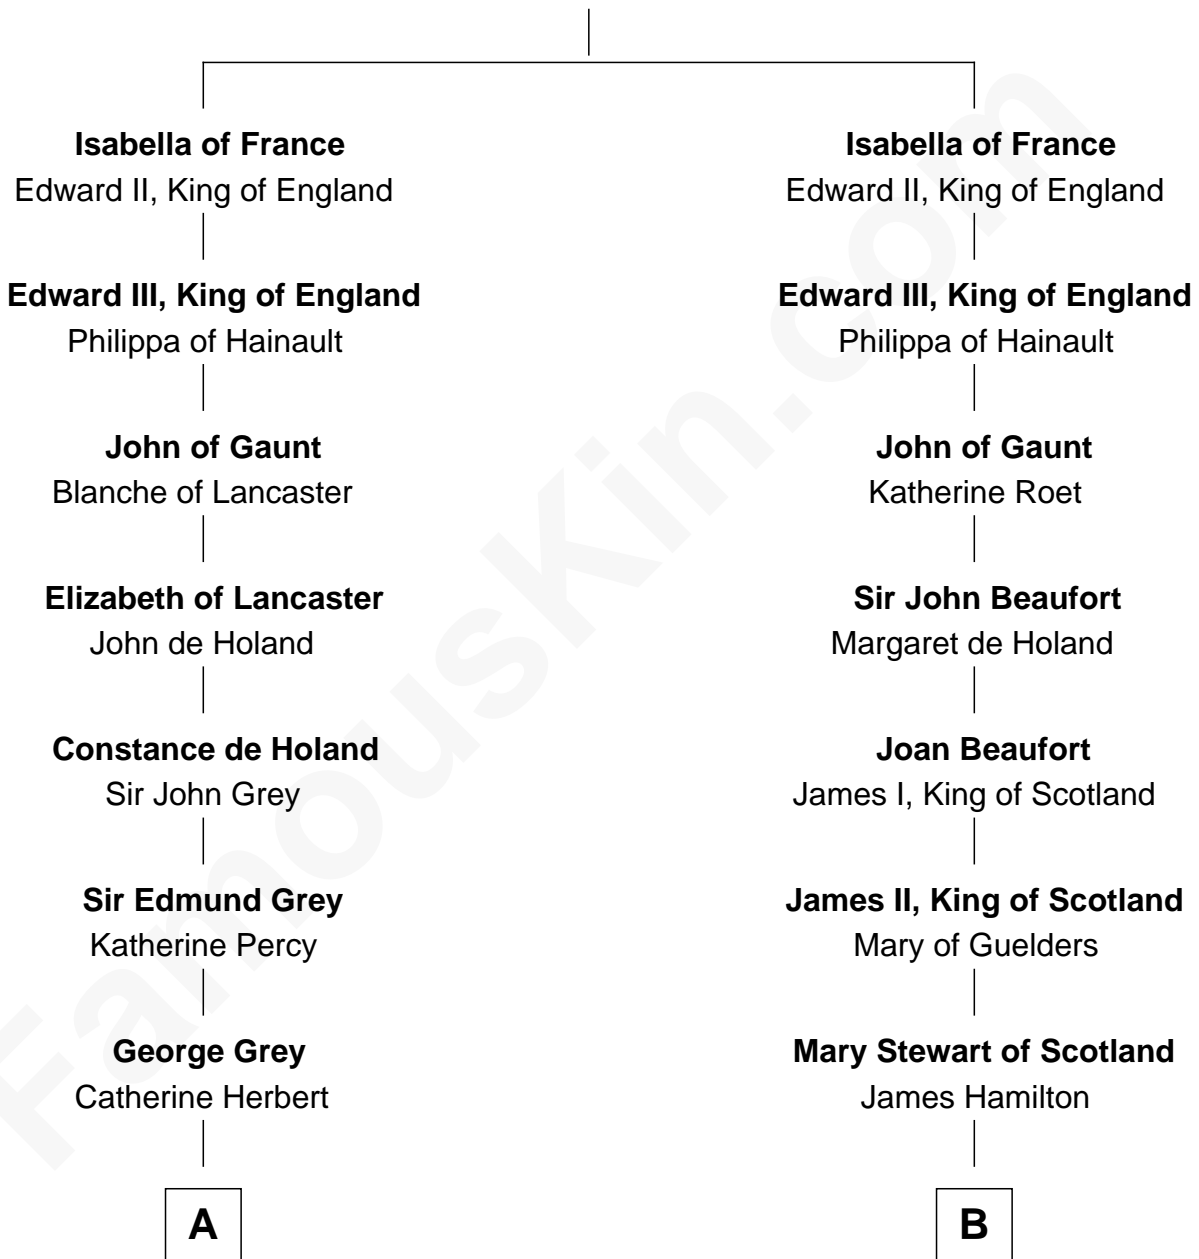 Isabella of France
Edward II, King of England
Edward III, King of England
Philippa of Hainault
John of Gaunt
Blanche of Lancaster
Elizabeth of Lancaster
John de Holand
Constance de Holand
Sir John Grey
Sir Edmund Grey
Katherine Percy
George Grey
Catherine Herbert
A
Isabella of France
Edward II, King of England
Edward III, King of England
Philippa of Hainault
John of Gaunt
Katherine Roet
Sir John Beaufort
Margaret de Holand
Joan Beaufort
James I, King of Scotland
James II, King of Scotland
Mary of Guelders
Mary Stewart of Scotland
James Hamilton
B
FamousKin.com